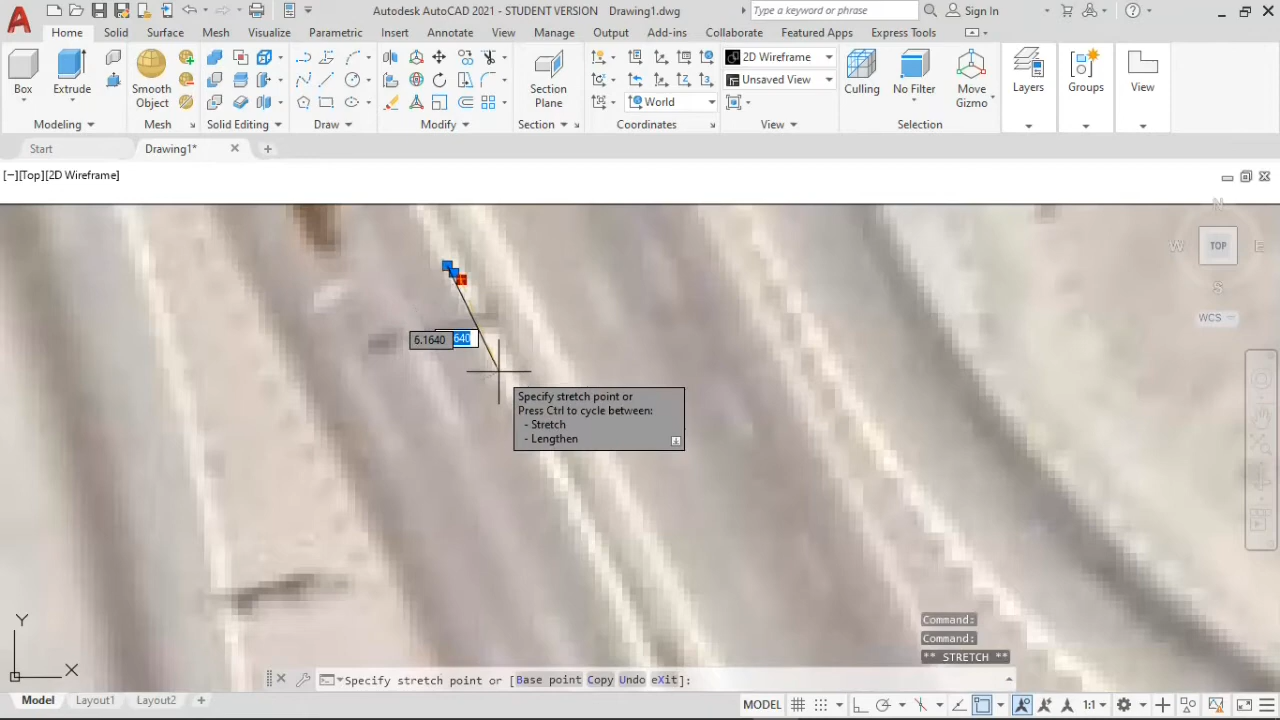 Autodesk AutoCAD 2021 - STUDENT VERSION Drawing1.dwg
Type a keyword or phrase
Sign In
Home Solid Surface Mesh Visualize Parametric Insert Annotate View Manage Output Add-ins Collaborate Featured Apps Express Tools
2D Wireframe
Unsaved View
World
Box Extrude Smooth Object Section Plane Culling No Filter Move Gizmo Layers Groups View
Modeling Mesh Solid Editing Draw Modify Section Coordinates View Selection
Start Drawing1*
[−][Top][2D Wireframe]
N
W TOP E
S
WCS
6.1640 640
Specify stretch point or
Press Ctrl to cycle between:
- Stretch
- Lengthen
Y
X
Command:
Command:
** STRETCH **
Specify stretch point or [Base point Copy Undo eXit]:
Model Layout1 Layout2
MODEL 1:1